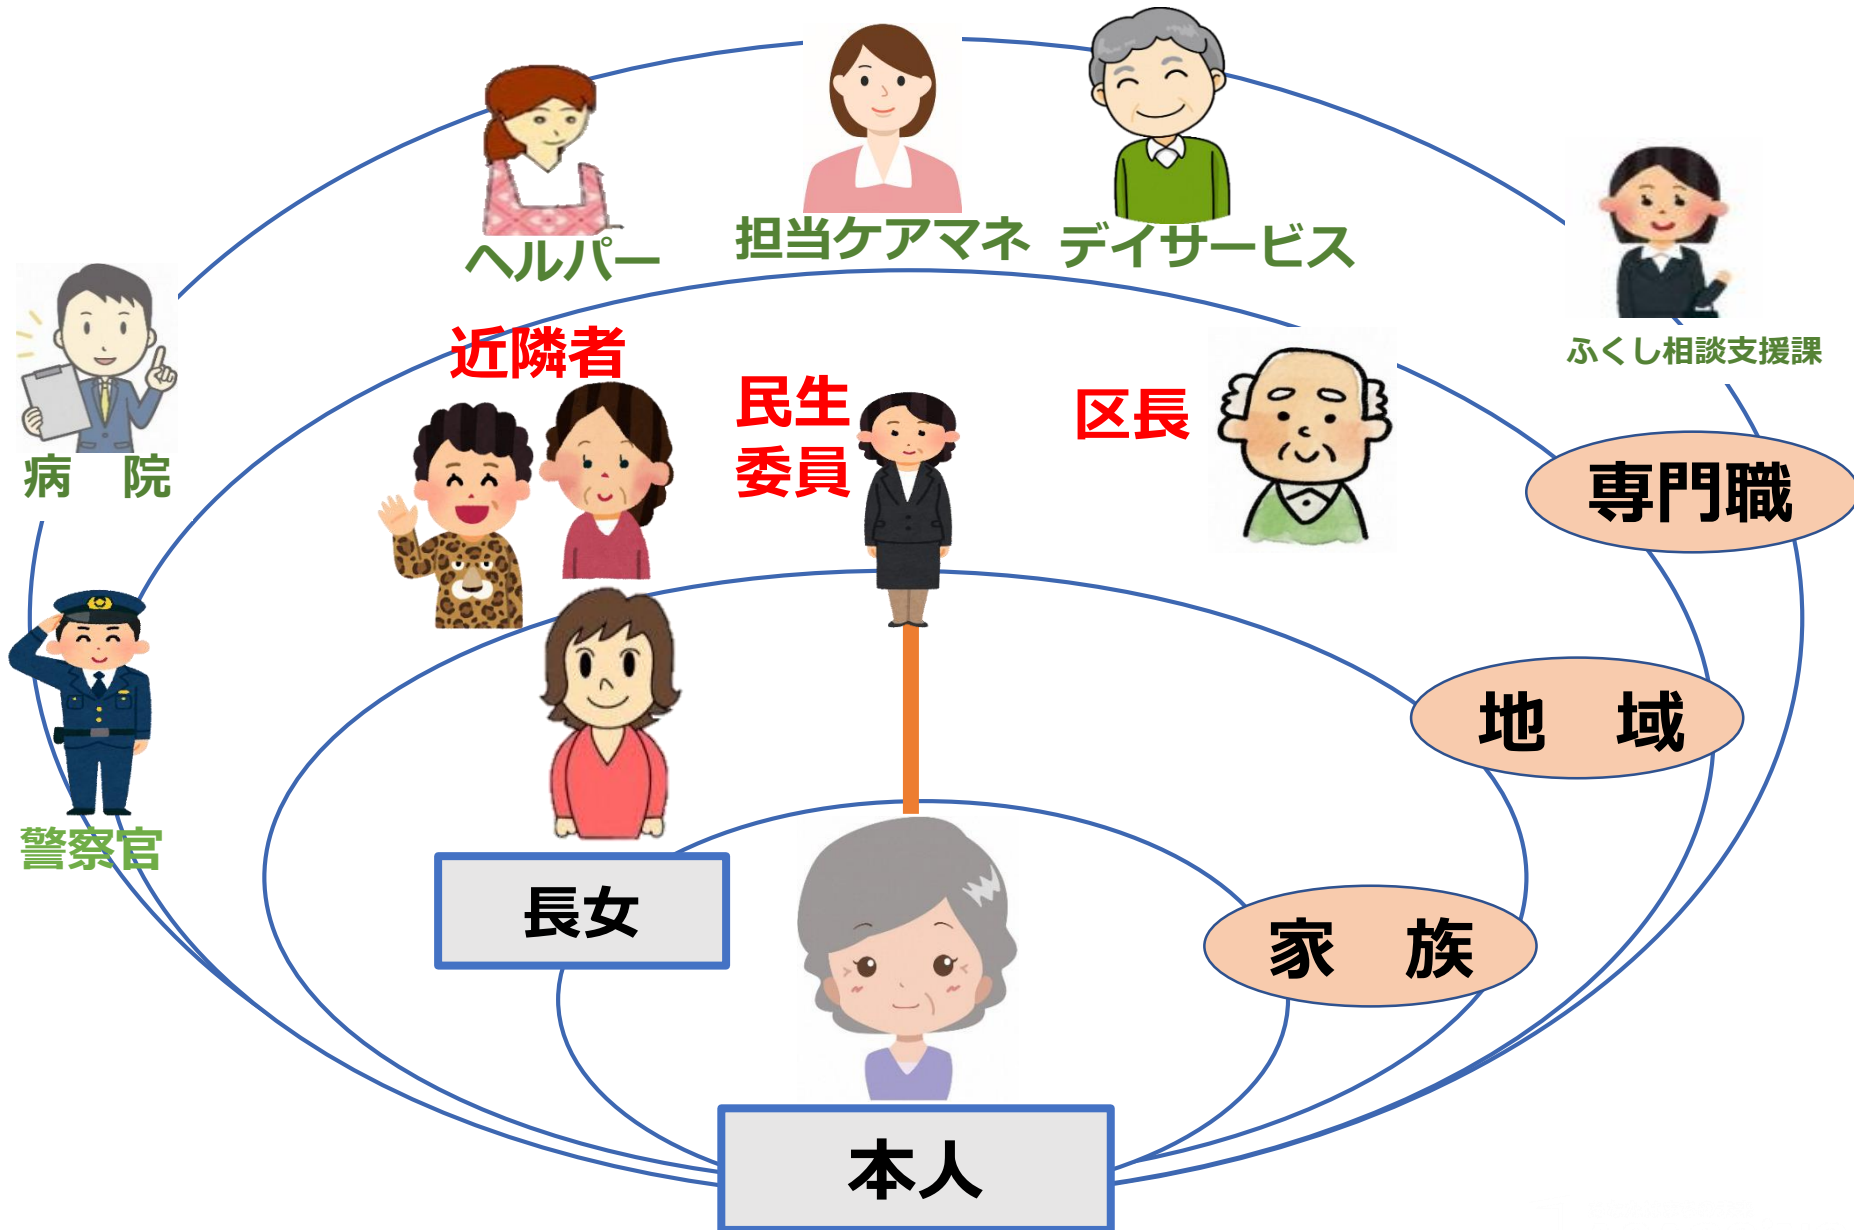 ヘルパー
担当ケアマネ
デイサービス
ふくし相談支援課
病　院
近隣者
民生
委員
区長
専門職
警察官
地　域
長女
家　族
本人